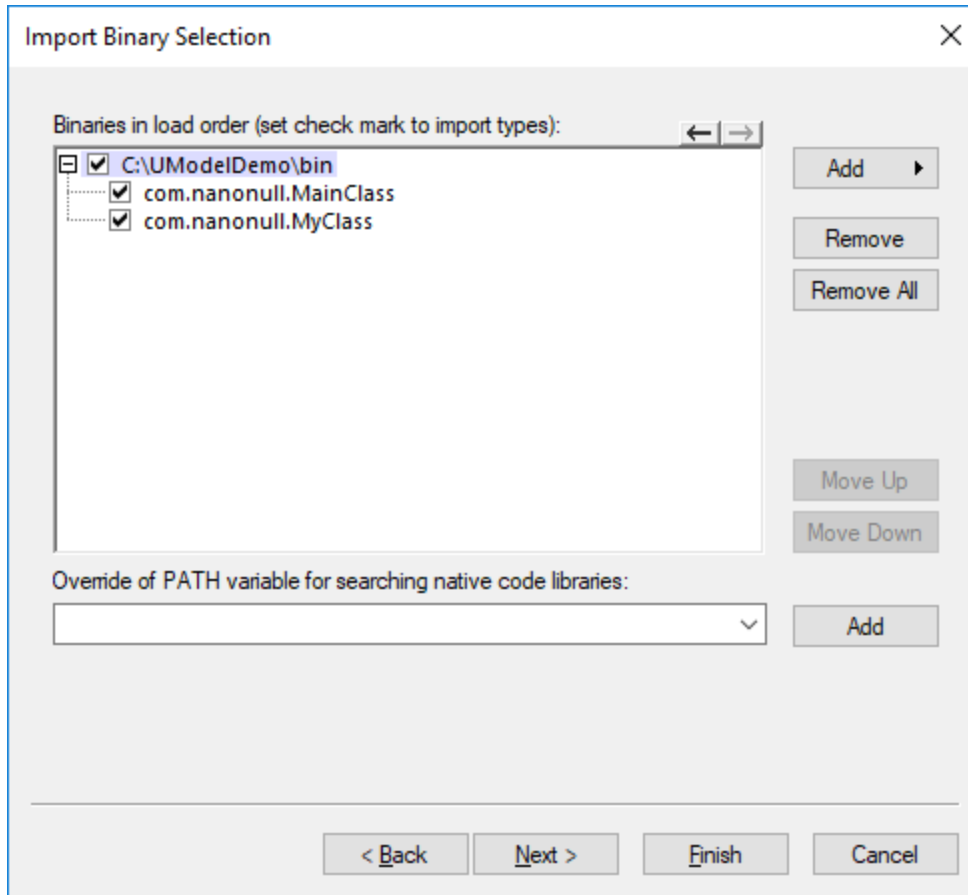 Import Binary Selection
Binaries in load order (set check mark to import types):
C:\UModelDemo\bin
com.nanonull.MainClass
com.nanonull.MyClass
Add
Remove
Remove All
Move Up
Move Down
Override of PATH variable for searching native code libraries:
Add
< Back
Next >
Finish
Cancel